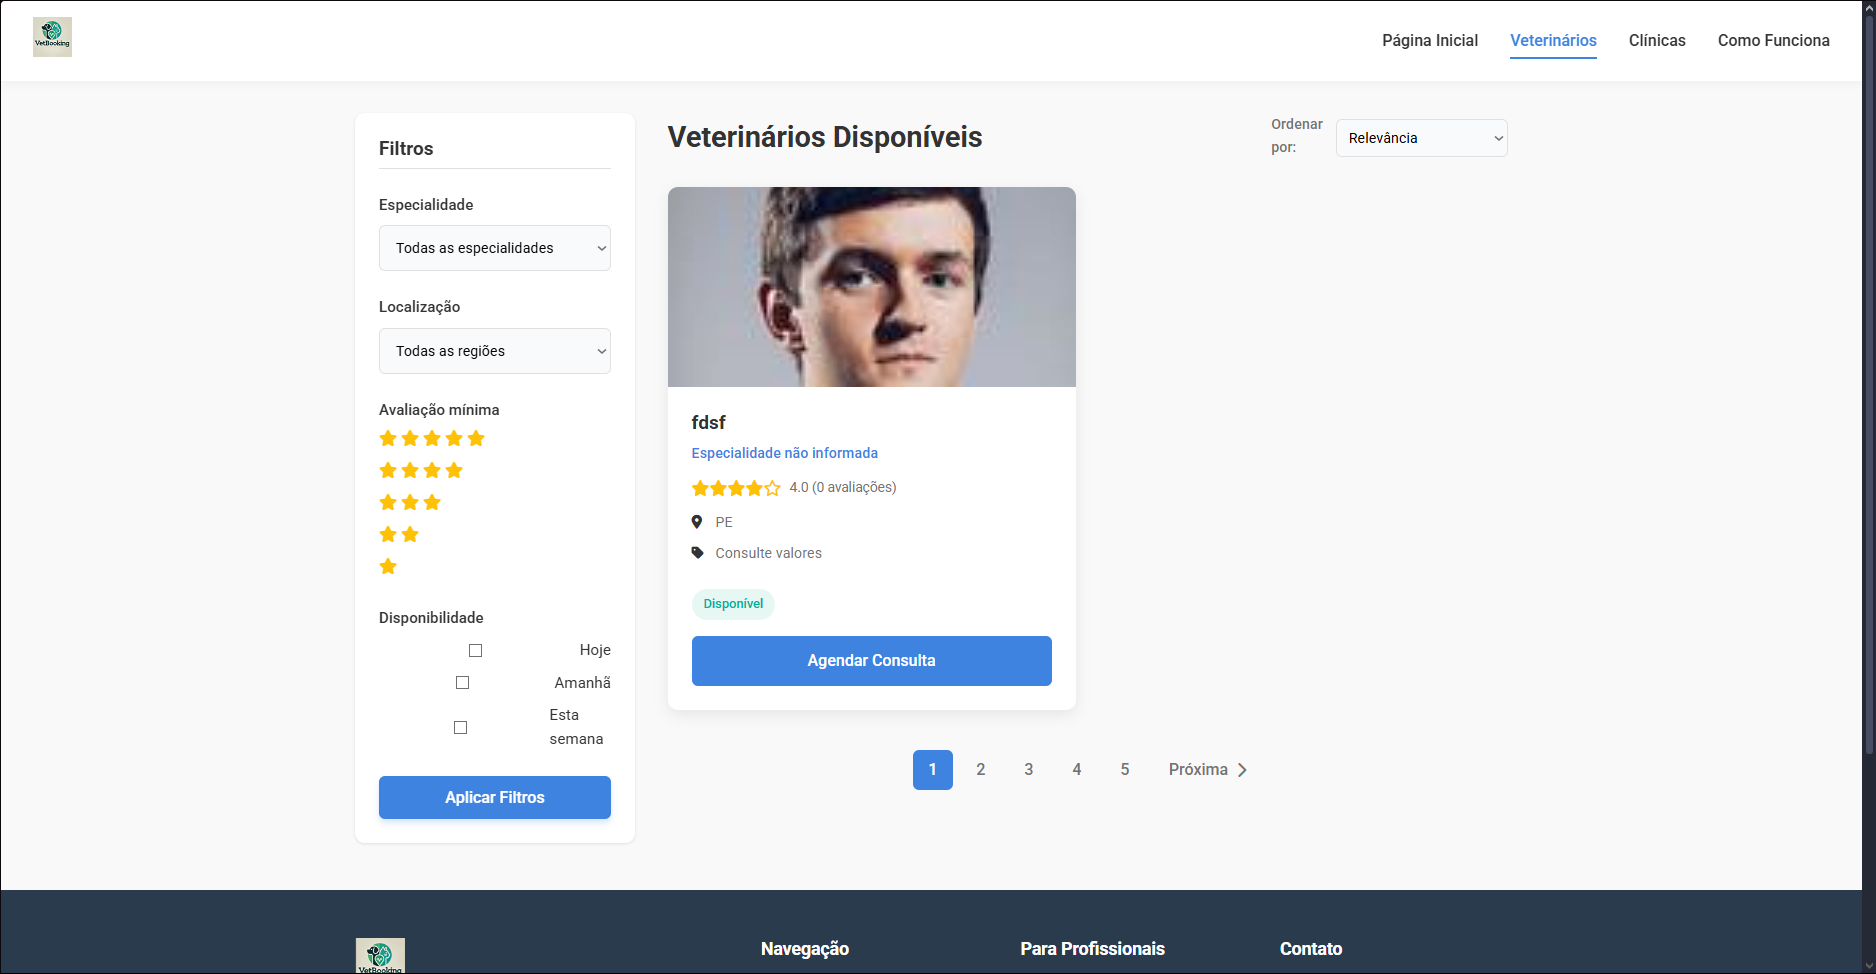 VetBooking
Página Inicial
Veterinários
Clínicas
Como Funciona
Filtros
Especialidade
Todas as especialidades
Localização
Todas as regiões
Avaliação mínima
Disponibilidade
Hoje
Amanhã
Esta
semana
Aplicar Filtros
Veterinários Disponíveis
Ordenar
por:
Relevância
fdsf
Especialidade não informada
4.0 (0 avaliações)
PE
Consulte valores
Disponível
Agendar Consulta
1 2 3 4 5 Próxima
VetBooking
Navegação
Para Profissionais
Contato